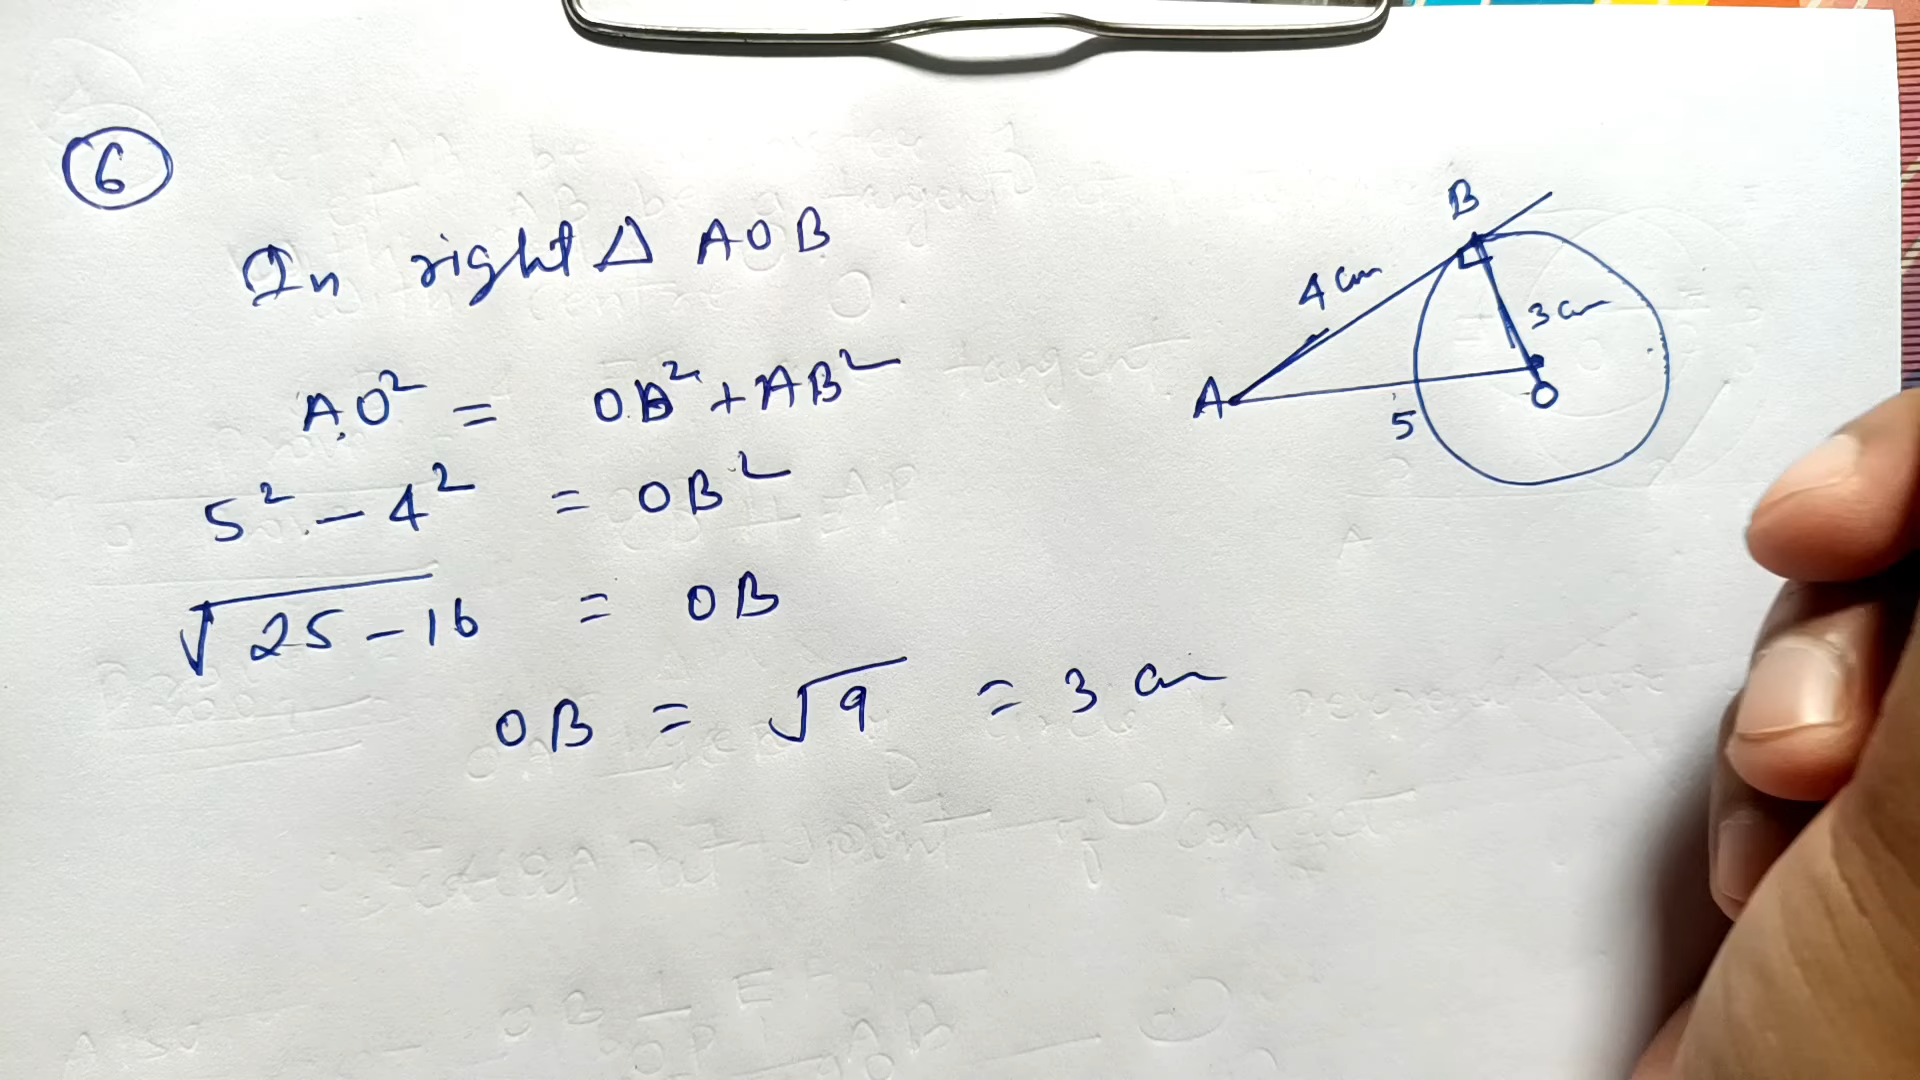 6
In right Δ AOB
AO² = OB² + AB²
5² - 4² = OB²
√25-16 = OB
OB = √9 = 3 cm
B
4 cm
3 cm
A
5
O